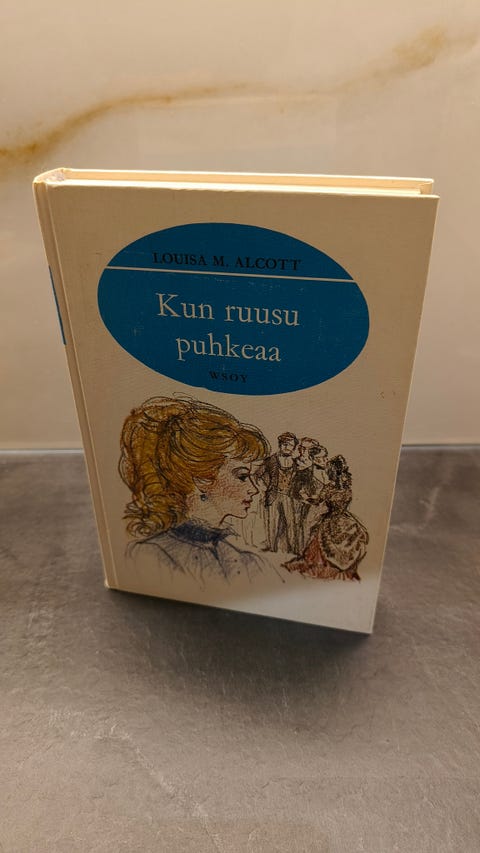 LOUISA M. ALCOTT
Kun ruusu
puhkeaa
WSOY